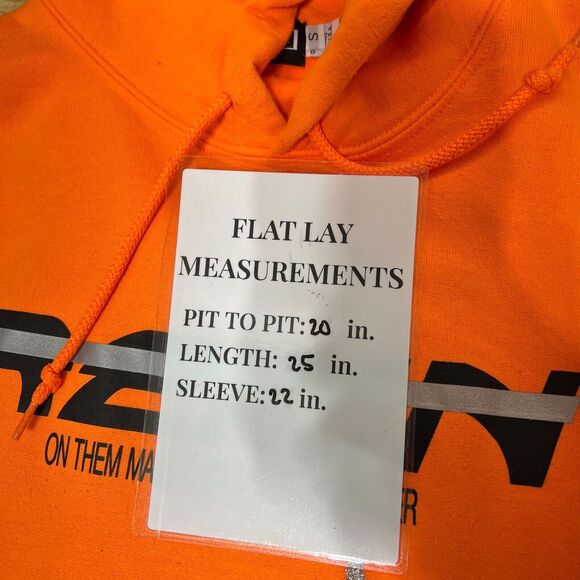 S
FLAT LAY
MEASUREMENTS
PIT TO PIT: 20 in.
LENGTH: 25 in.
SLEEVE: 22 in.
ON THEM